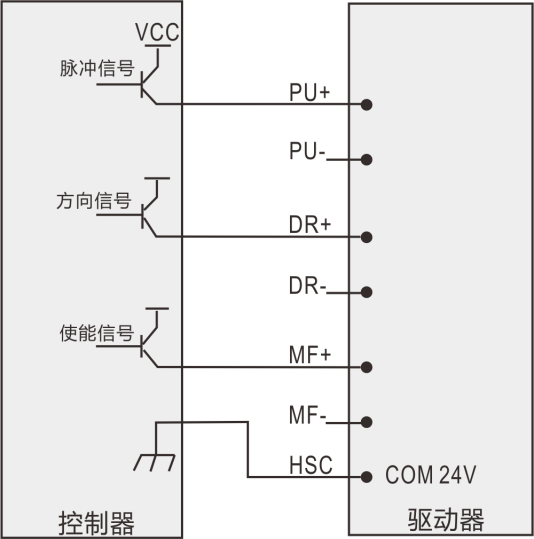 VCC
脉冲信号
PU+
PU-
方向信号
DR+
DR-
使能信号
MF+
MF-
HSC
COM 24V
控制器
驱动器